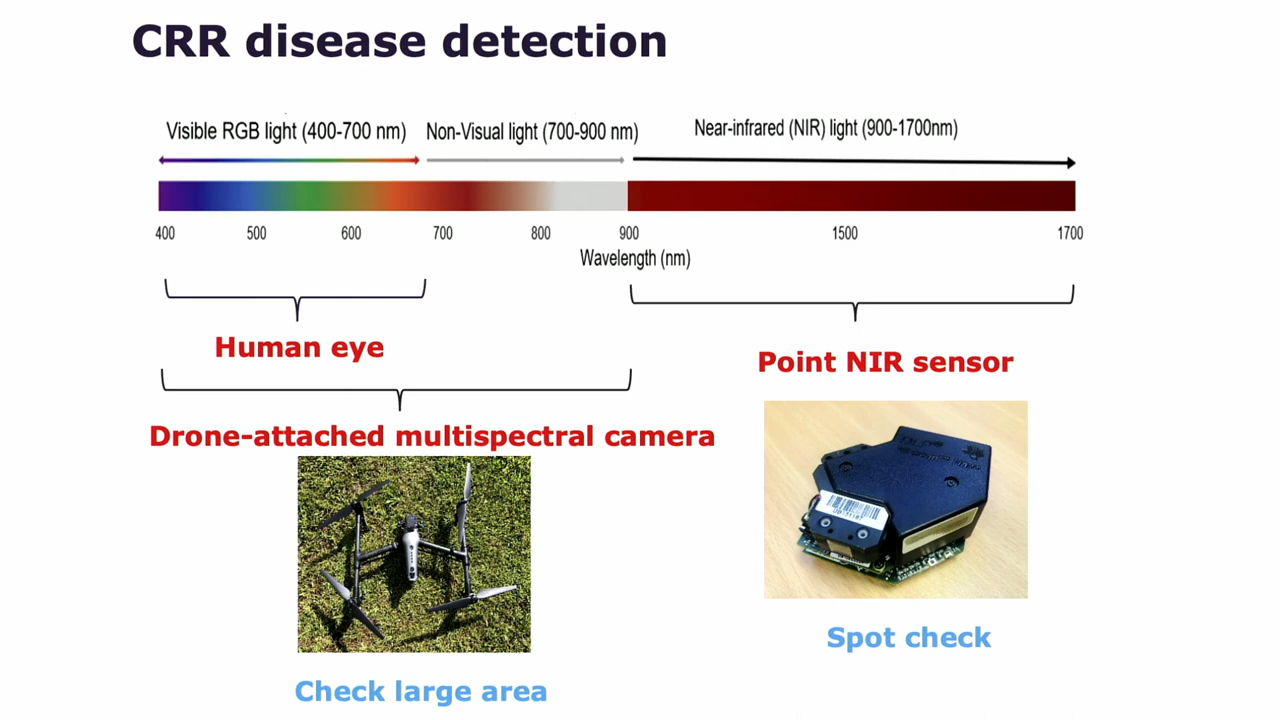 CRR disease detection
Visible RGB light (400-700 nm)
Non-Visual light (700-900 nm)
Near-infrared (NIR) light (900-1700nm)
400 500 600 700 800 900 1500 1700
Wavelength (nm)
Human eye
Point NIR sensor
Drone-attached multispectral camera
Spot check
Check large area